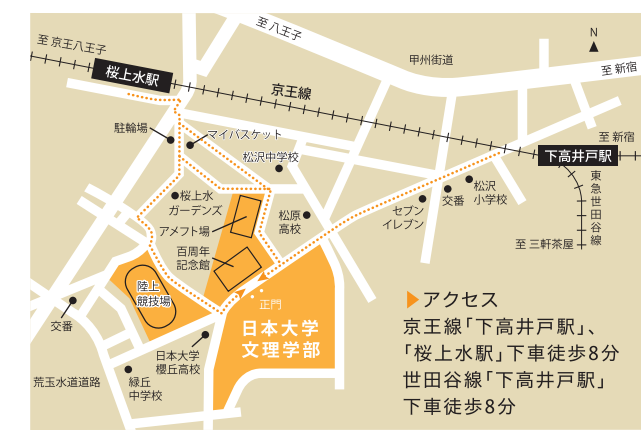 至 八王子
至 京王八王子
N
甲州街道
桜上水駅
至 新宿
京王線
駐輪場
マイバスケット
至 新宿
松沢中学校
下高井戸駅
東急世田谷線
桜上水
ガーデンズ
松原
高校
セブン
イレブン
交番
松沢
小学校
アメフト場
百周年
記念館
至 三軒茶屋
陸上
競技場
正門
日本大学
文理学部
交番
日本大学
櫻丘高校
荒玉水道道路
緑丘
中学校
アクセス
京王線「下高井戸駅」、
「桜上水駅」下車徒歩8分
世田谷線「下高井戸駅」
下車徒歩8分